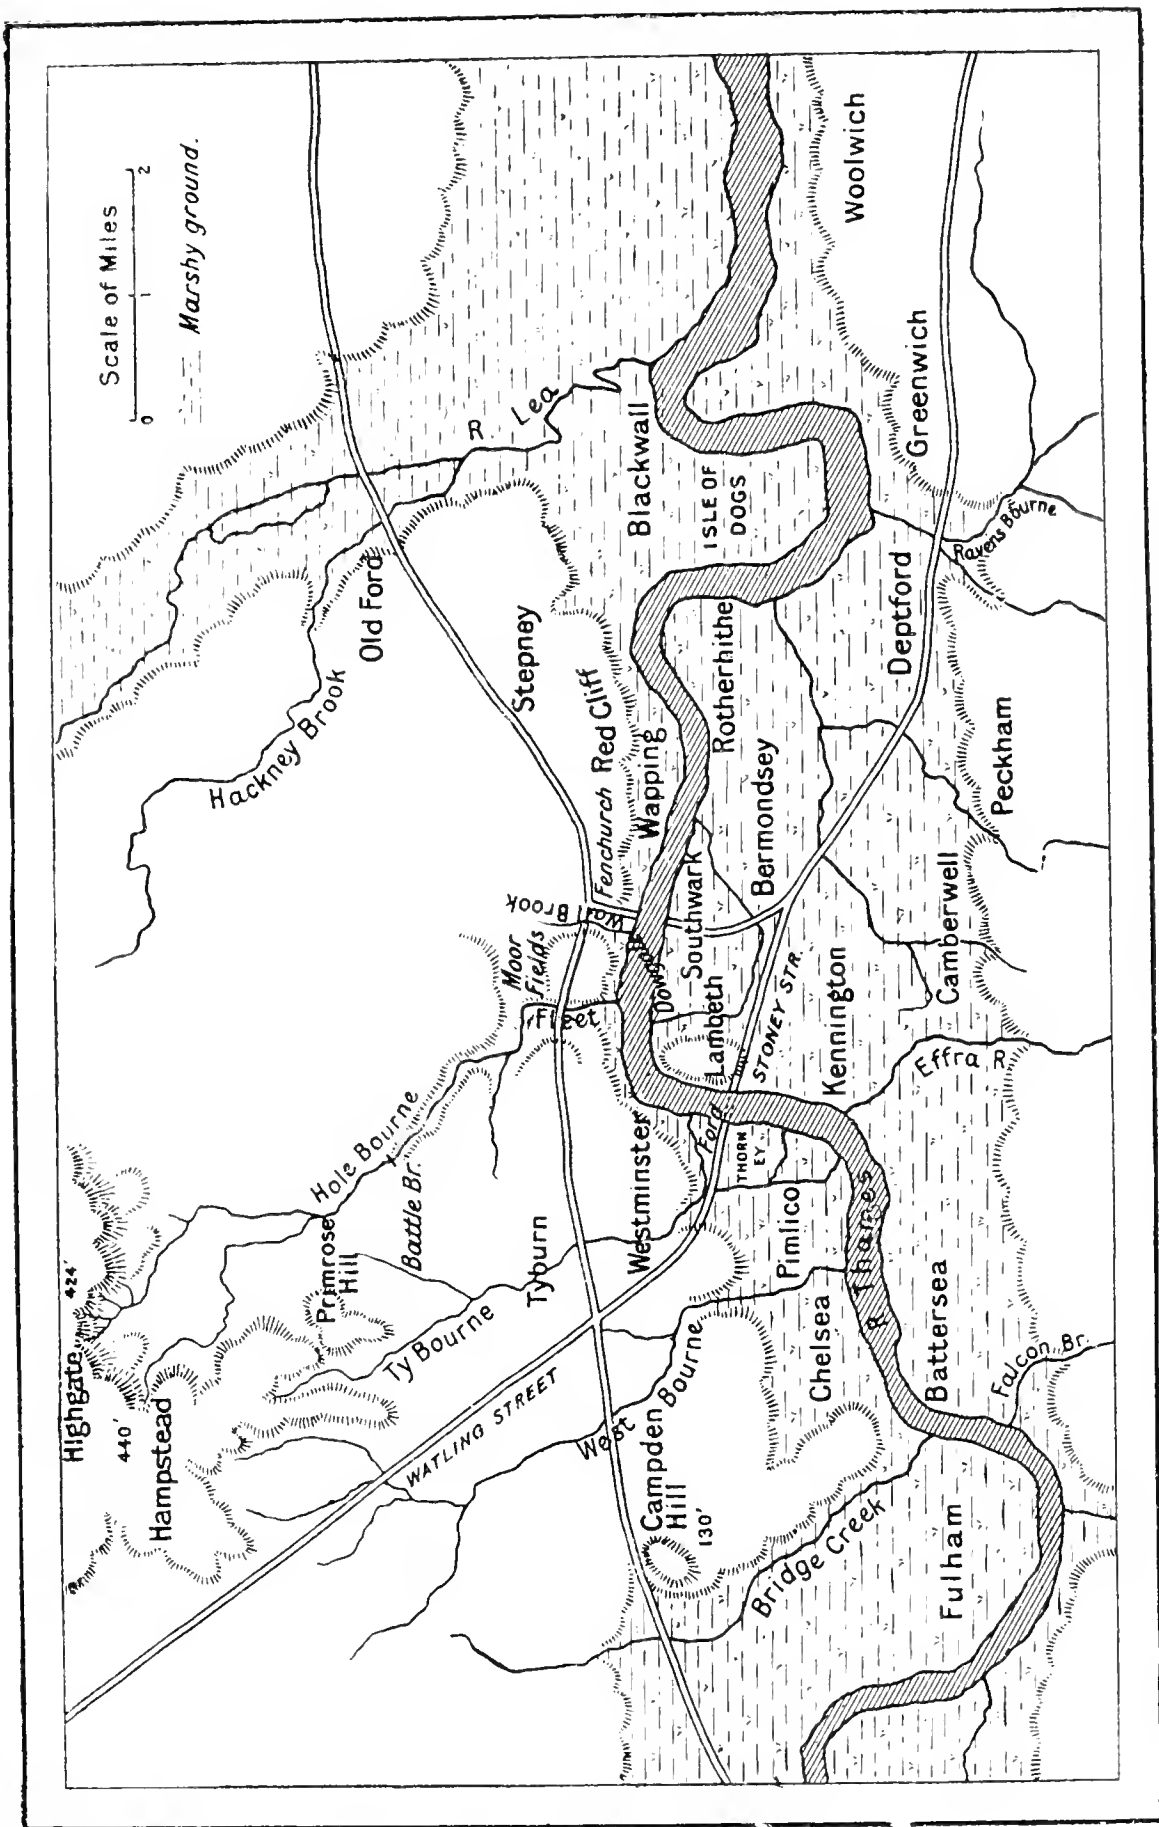 Highgate
424'
440'
Hampstead
Primrose
Hill
Hole Bourne
Battle Br.
Hackney Brook
Scale of Miles
0 1 2
Marshy ground.
Ty Bourne
Tyburn
WATLING STREET
Old Ford
R. Lea
Moor
Fields
Fleet
Wall Brook
Stepney
Fenchurch
Red Cliff
West Bourne
Campden
Hill
130'
Westminster
Ford
THORN
EY
Pimlico
Chelsea
Wapping
Blackwall
ISLE OF
DOGS
Dowgate
Southwark
Lambeth
Rotherhithe
Bermondsey
STONEY STR.
Kennington
Bridge Creek
Fulham
R. Thames
Battersea
Falcon Br.
Effra R.
Camberwell
Peckham
Deptford
Ravens Bourne
Greenwich
Woolwich